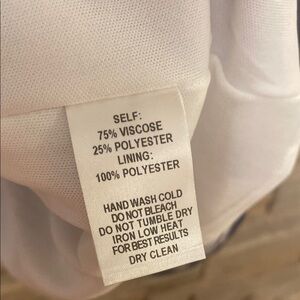 SELF:
75% VISCOSE
25% POLYESTER
LINING:
100% POLYESTER
HAND WASH COLD
DO NOT BLEACH
DO NOT TUMBLE DRY
IRON LOW HEAT
FOR BEST RESULTS
DRY CLEAN